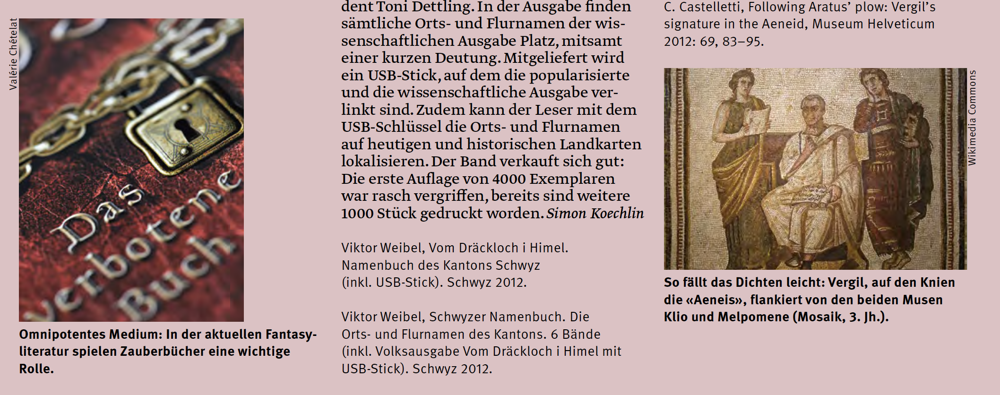 Valérie Chételat
Das
verbotene
Buch
Omnipotentes Medium: In der aktuellen Fantasy-
literatur spielen Zauberbücher eine wichtige
Rolle.
dent Toni Dettling. In der Ausgabe finden
sämtliche Orts- und Flurnamen der wis-
senschaftlichen Ausgabe Platz, mitsamt
einer kurzen Deutung. Mitgeliefert wird
ein USB-Stick, auf dem die popularisierte
und die wissenschaftliche Ausgabe ver-
linkt sind. Zudem kann der Leser mit dem
USB-Schlüssel die Orts- und Flurnamen
auf heutigen und historischen Landkarten
lokalisieren. Der Band verkauft sich gut:
Die erste Auflage von 4000 Exemplaren
war rasch vergriffen, bereits sind weitere
1000 Stück gedruckt worden. Simon Koechlin
Viktor Weibel, Vom Dräckloch i Himel.
Namenbuch des Kantons Schwyz
(inkl. USB-Stick). Schwyz 2012.
Viktor Weibel, Schwyzer Namenbuch. Die
Orts- und Flurnamen des Kantons. 6 Bände
(inkl. Volksausgabe Vom Dräckloch i Himel mit
USB-Stick). Schwyz 2012.
C. Castelletti, Following Aratus’ plow: Vergil’s
signature in the Aeneid, Museum Helveticum
2012: 69, 83–95.
Wikimedia Commons
So fällt das Dichten leicht: Vergil, auf den Knien
die «Aeneis», flankiert von den beiden Musen
Klio und Melpomene (Mosaik, 3. Jh.).